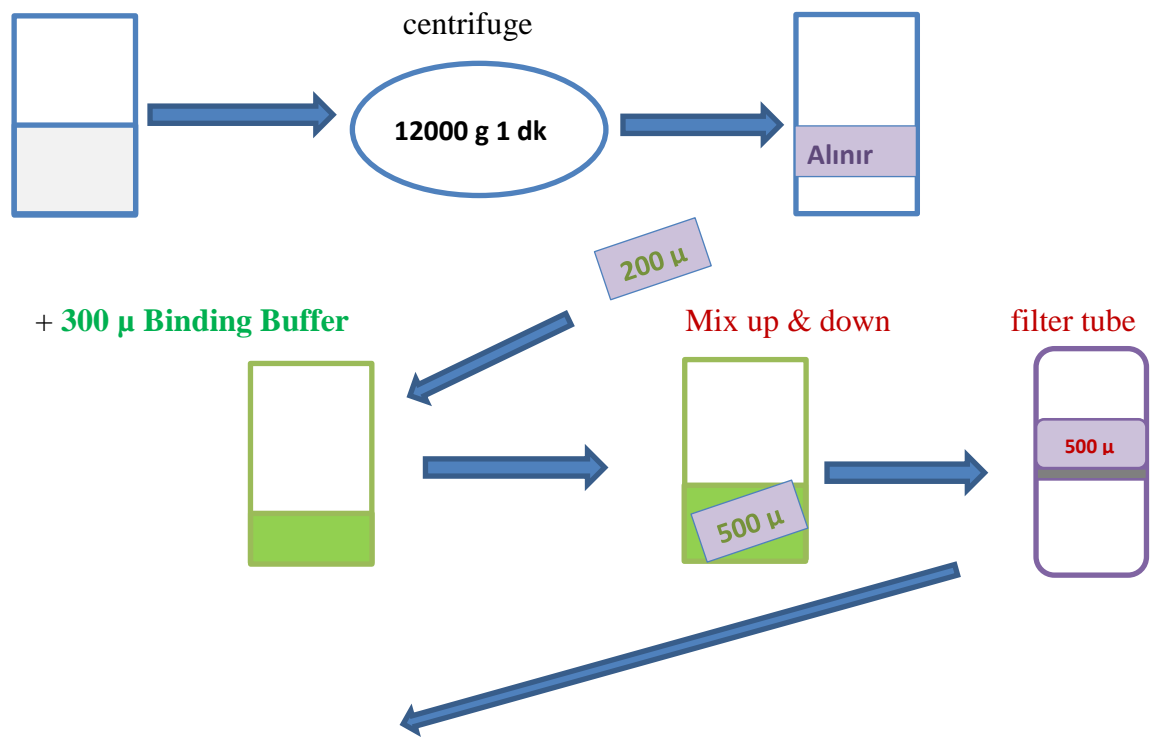 centrifuge
12000 g 1 dk
Alınır
200 µ
+ 300 µ Binding Buffer
Mix up & down
filter tube
500 µ
500 µ